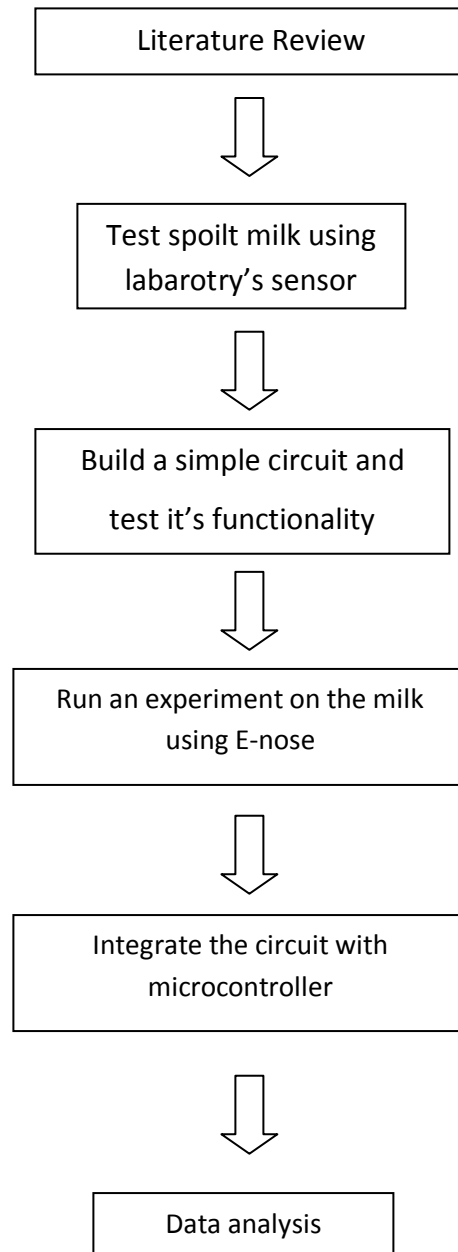 Literature Review
Test spoilt milk using
labarotry’s sensor
Build a simple circuit and
test it’s functionality
Run an experiment on the milk
using E-nose
Integrate the circuit with
microcontroller
Data analysis